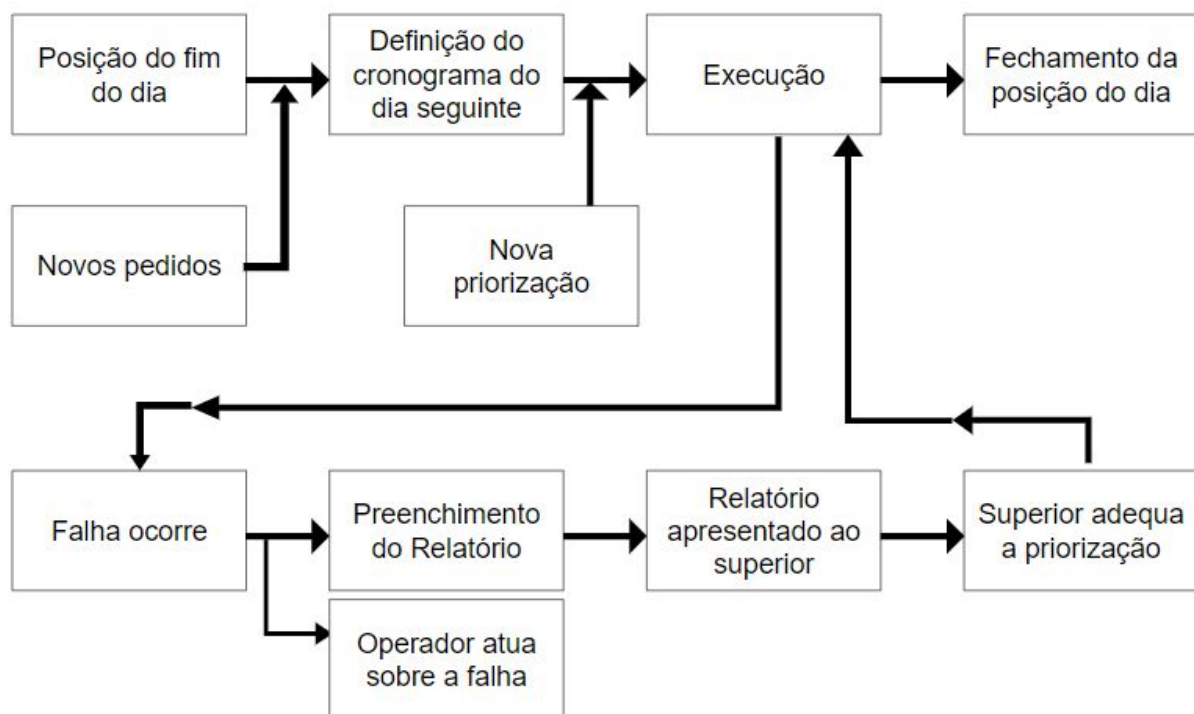 Posição do fim
do dia
Definição do
cronograma do
dia seguinte
Execução
Fechamento da
posição do dia
Novos pedidos
Nova
priorização
Falha ocorre
Preenchimento
do Relatório
Relatório
apresentado ao
superior
Superior adequa
a priorização
Operador atua
sobre a falha